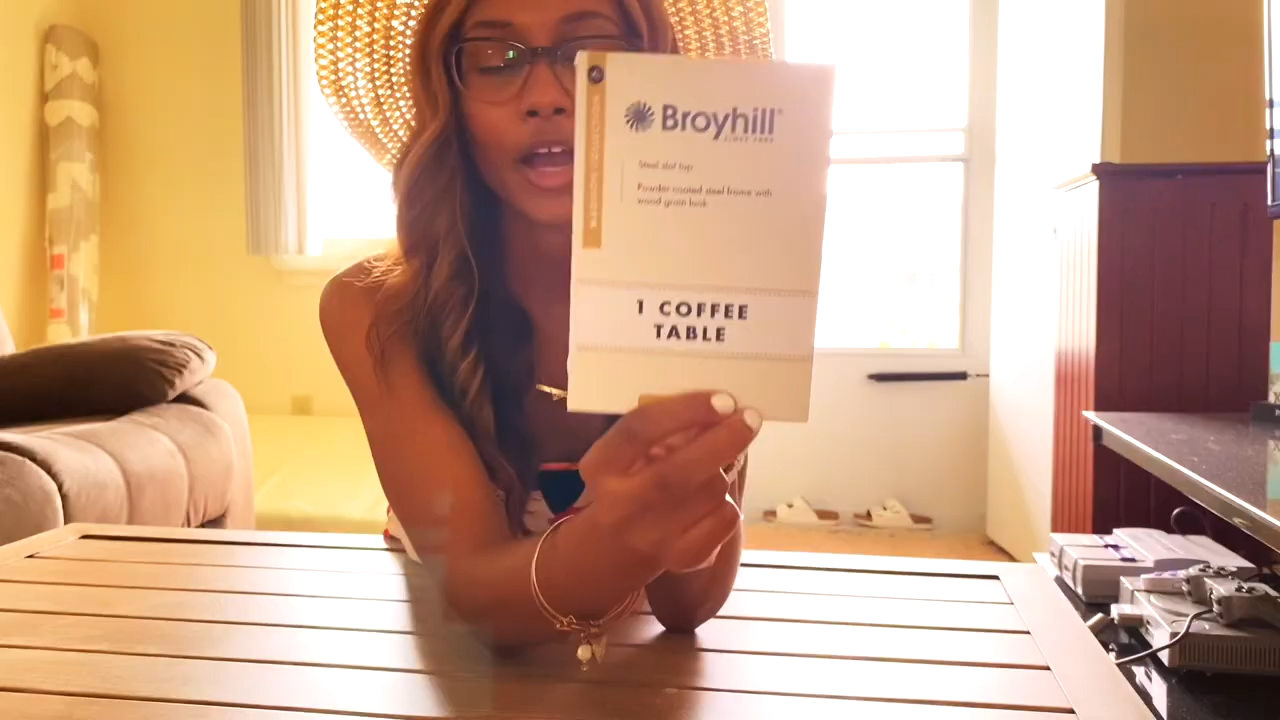 Broyhill
Steel slat top
Powder coated steel frame with
wood grain look
1 COFFEE
TABLE